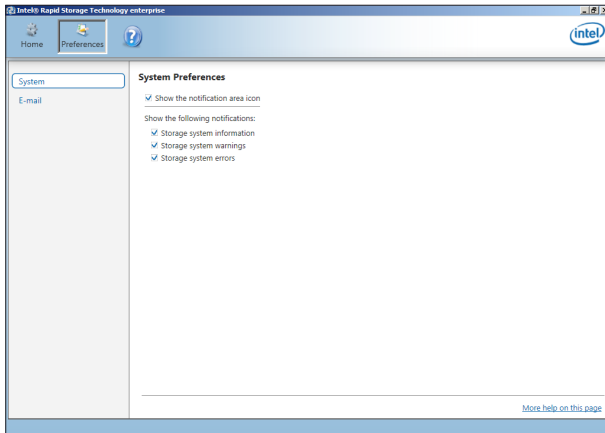 Intel® Rapid Storage Technology enterprise
Home
Preferences
?
intel
System
E-mail
System Preferences
Show the notification area icon
Show the following notifications:
Storage system information
Storage system warnings
Storage system errors
More help on this page